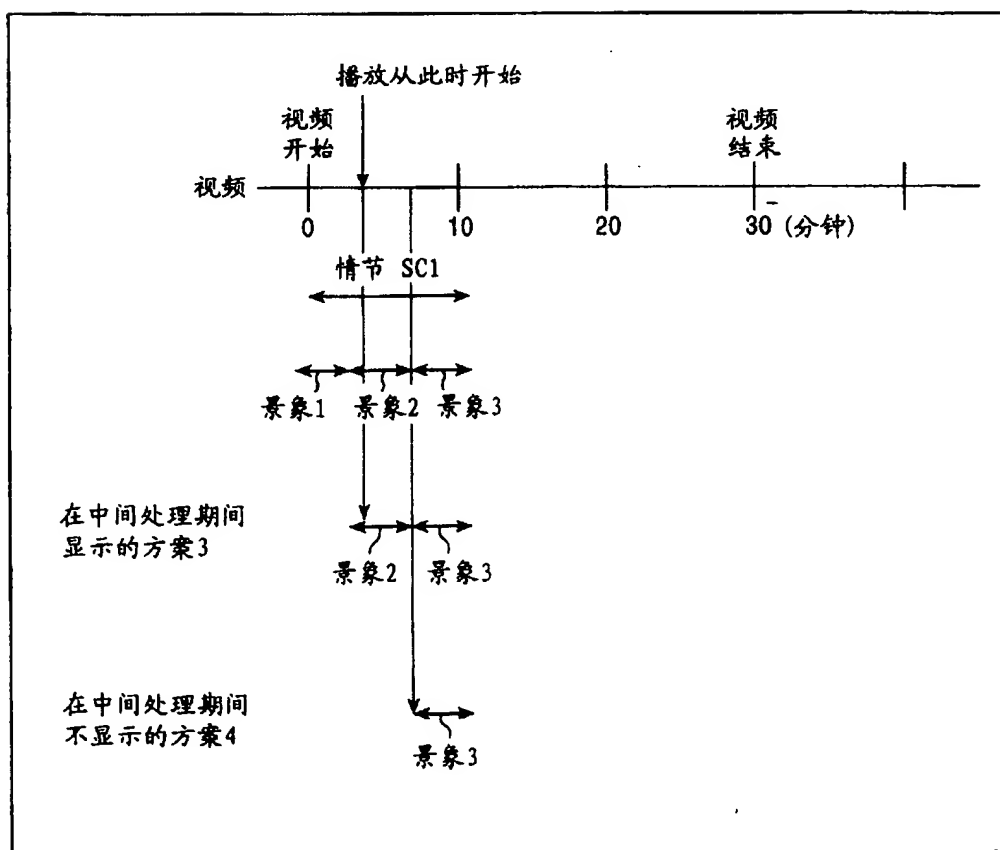 播放从此时开始
视频
开始
视频
结束
视频
0
10
20
30 (分钟)
情节 SC1
景象1
景象2
景象3
在中间处理期间
显示的方案3
景象2
景象3
在中间处理期间
不显示的方案4
景象3